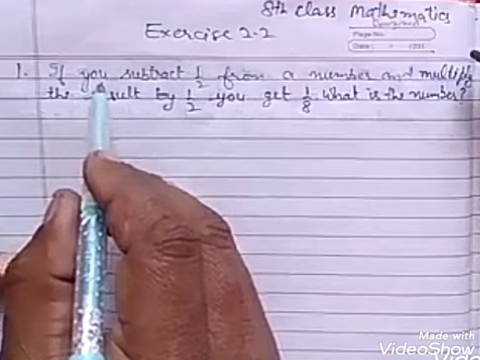 8th class Mathematics
Exercise 2.2
Page No.
Date :
1. If you subtract 1/2 from a number and multiply
the result by 1/2 you get 1/8. What is the number?
Made with
VideoShow